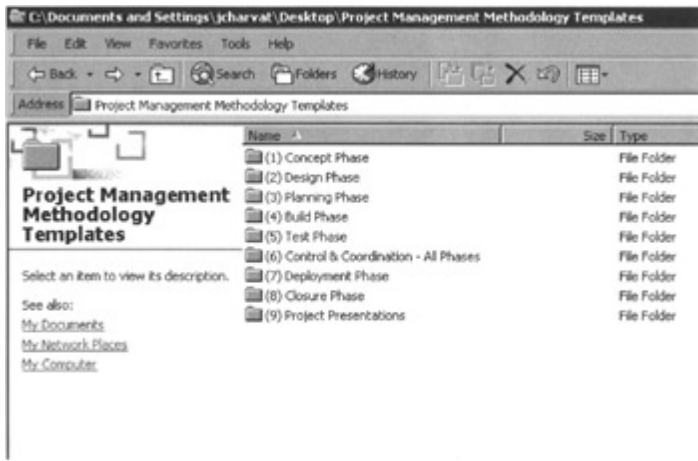 C:\Documents and Settings\jcharvat\Desktop\Project Management Methodology Templates
File Edit View Favorites Tools Help
Back Search Folders History
Address Project Management Methodology Templates
Name Size Type
(1) Concept Phase File Folder
(2) Design Phase File Folder
(3) Planning Phase File Folder
(4) Build Phase File Folder
(5) Test Phase File Folder
(6) Control & Coordination - All Phases File Folder
(7) Deployment Phase File Folder
(8) Closure Phase File Folder
(9) Project Presentations File Folder
Project Management
Methodology
Templates
Select an item to view its description.
See also:
My Documents
My Network Places
My Computer